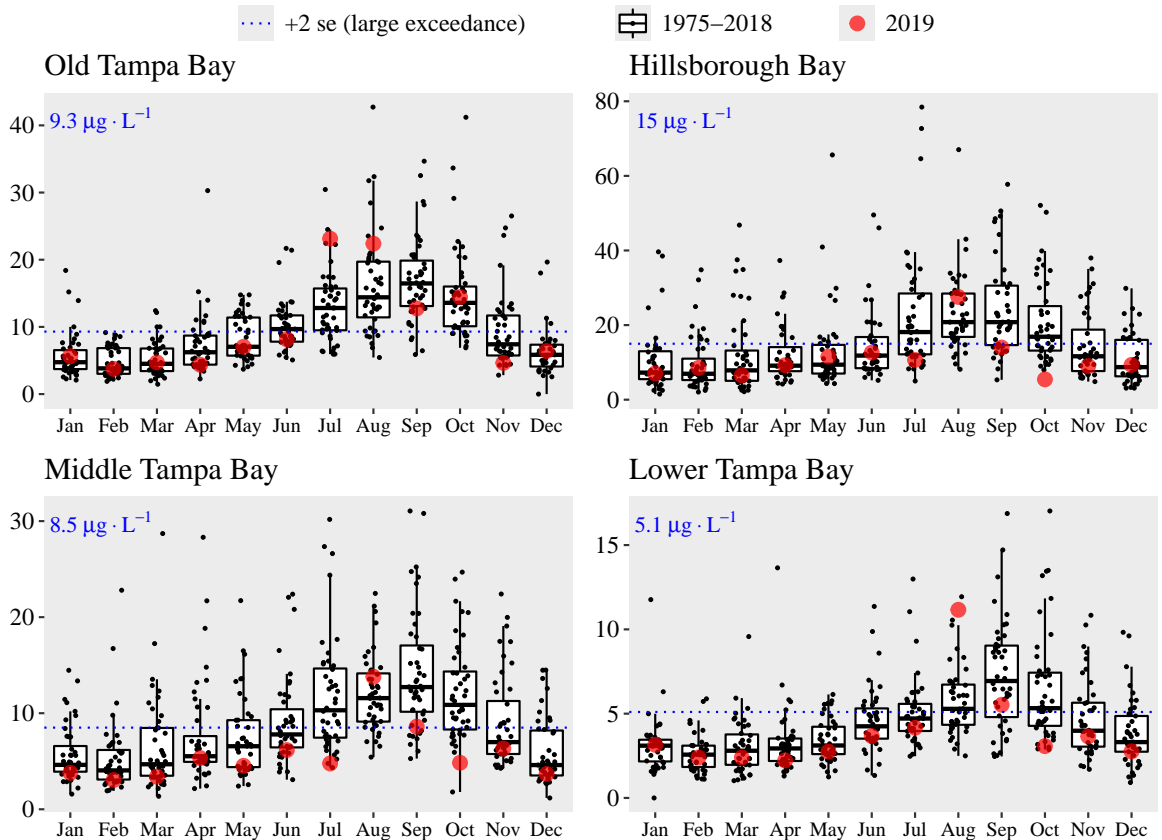 +2 se (large exceedance) 1975–2018 2019
Old Tampa Bay
9.3 μg · L⁻¹
40
30
20
10
0
Jan Feb Mar Apr May Jun Jul Aug Sep Oct Nov Dec
Hillsborough Bay
15 μg · L⁻¹
80
60
40
20
0
Jan Feb Mar Apr May Jun Jul Aug Sep Oct Nov Dec
Middle Tampa Bay
8.5 μg · L⁻¹
30
20
10
0
Jan Feb Mar Apr May Jun Jul Aug Sep Oct Nov Dec
Lower Tampa Bay
5.1 μg · L⁻¹
15
10
5
0
Jan Feb Mar Apr May Jun Jul Aug Sep Oct Nov Dec